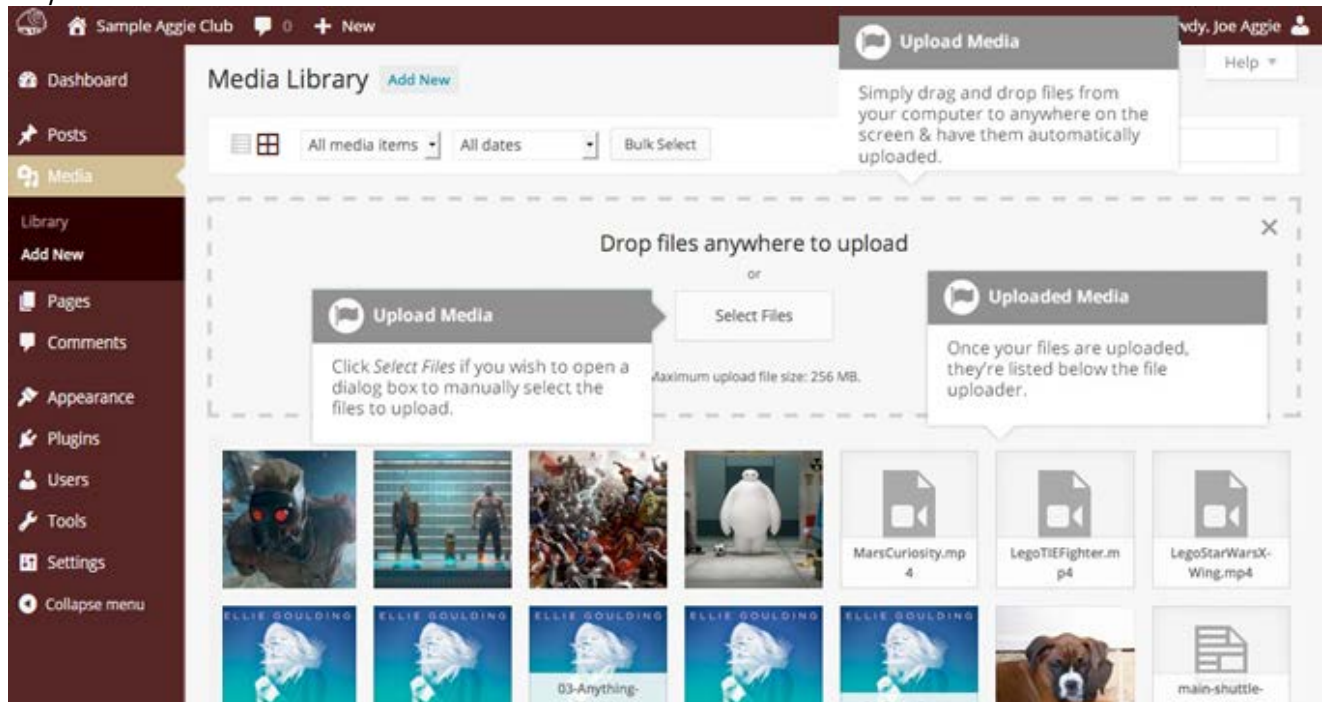 Sample Aggie Club 0 + New
wdy, Joe Aggie
Dashboard
Posts
Media
Library
Add New
Pages
Comments
Appearance
Plugins
Users
Tools
Settings
Collapse menu
Media Library Add New
Help
All media items All dates Bulk Select
Upload Media
Simply drag and drop files from
your computer to anywhere on the
screen & have them automatically
uploaded.
Drop files anywhere to upload
or
Select Files
Maximum upload file size: 256 MB.
Upload Media
Click Select Files if you wish to open a
dialog box to manually select the
files to upload.
Uploaded Media
Once your files are uploaded,
they're listed below the file
uploader.
MarsCuriosity.mp
4
LegoTIEFighter.m
p4
LegoStarWarsX-
Wing.mp4
ELLIE GOULDING
ELLIE GOULDING
ELLIE GOULDING
03-Anything-
ELLIE GOULDING
ELLIE GOULDING
main-shuttle-